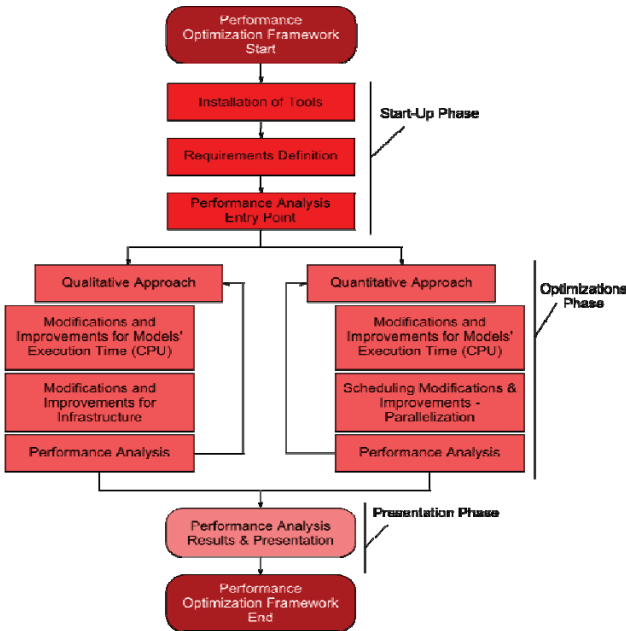 Performance
Optimization Framework
Start
Installation of Tools
Start-Up Phase
Requirements Definition
Performance Analysis
Entry Point
Qualitative Approach
Quantitative Approach
Optimizations
Phase
Modifications and
Improvements for Models'
Execution Time (CPU)
Modifications and
Improvements for Models'
Execution Time (CPU)
Modifications and
Improvements for
Infrastructure
Scheduling Modifications &
Improvements -
Parallelization
Performance Analysis
Performance Analysis
Presentation Phase
Performance Analysis
Results & Presentation
Performance
Optimization Framework
End